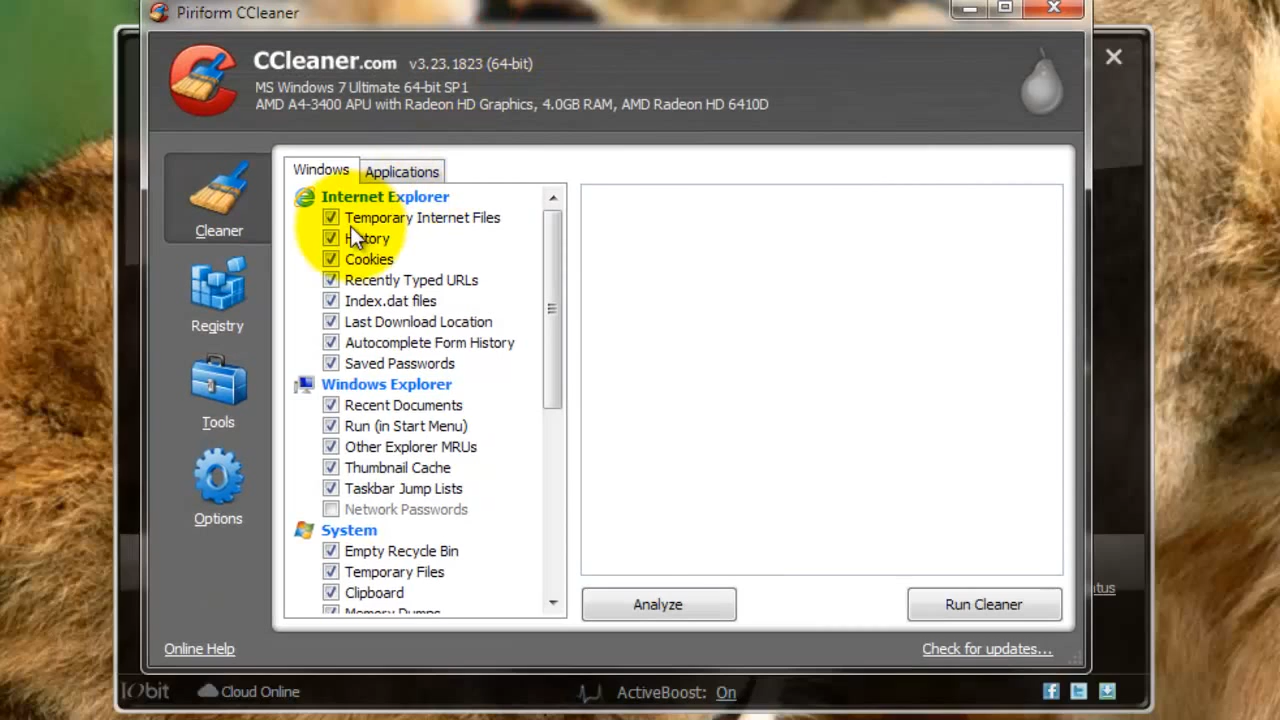 Piriform CCleaner
CCleaner.com v3.23.1823 (64-bit)
MS Windows 7 Ultimate 64-bit SP1
AMD A4-3400 APU with Radeon HD Graphics, 4.0GB RAM, AMD Radeon HD 6410D
Cleaner
Registry
Tools
Options
Windows
Applications
Internet Explorer
Temporary Internet Files
History
Cookies
Recently Typed URLs
Index.dat files
Last Download Location
Autocomplete Form History
Saved Passwords
Windows Explorer
Recent Documents
Run (in Start Menu)
Other Explorer MRUs
Thumbnail Cache
Taskbar Jump Lists
Network Passwords
System
Empty Recycle Bin
Temporary Files
Clipboard
Memory Dumps
Analyze
Run Cleaner
Online Help
Check for updates...
IObit
Cloud Online
ActiveBoost: On